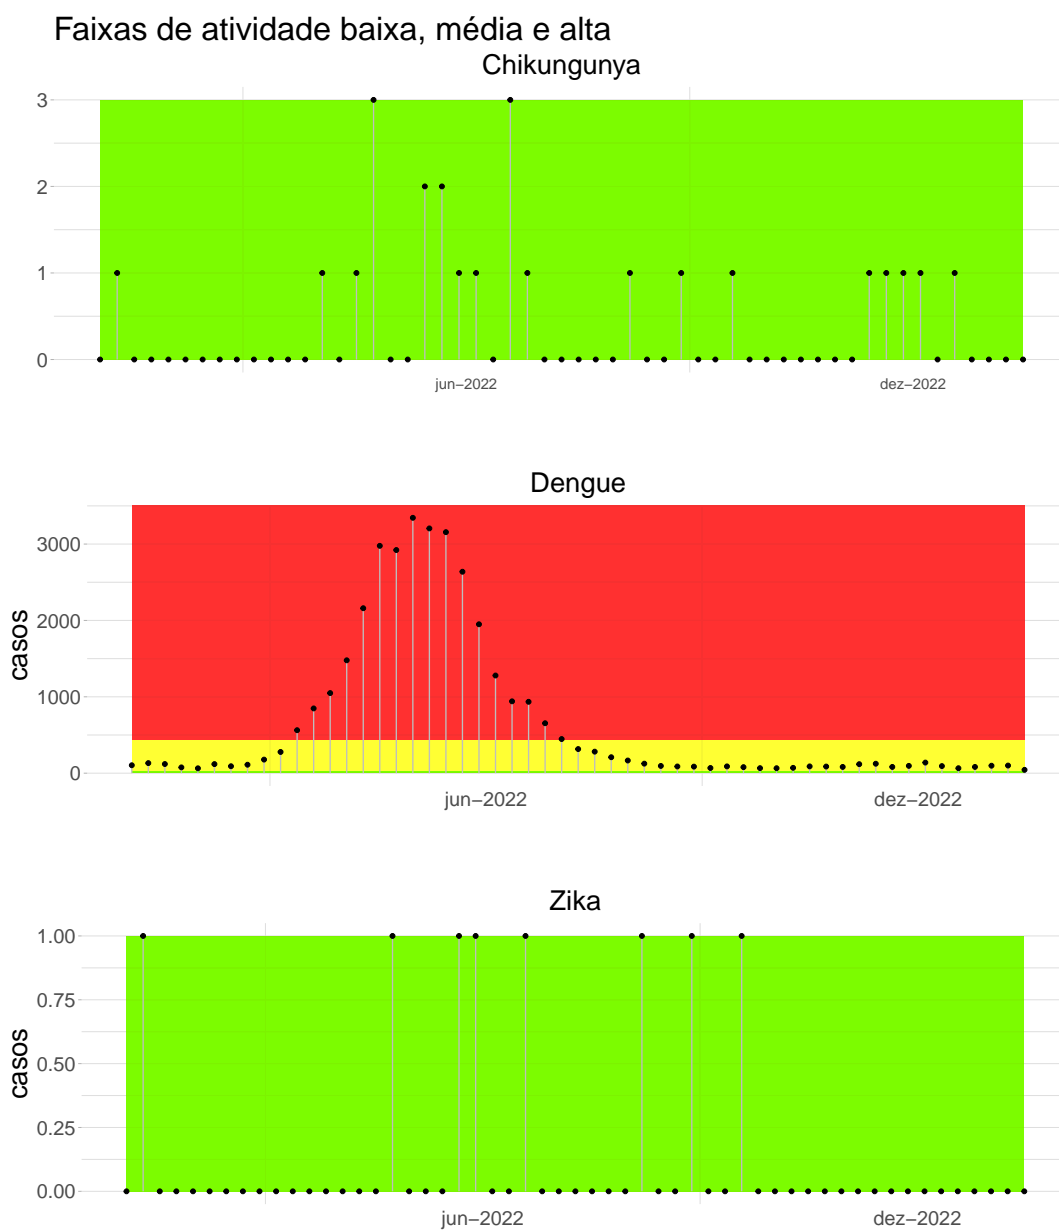 Faixas de atividade baixa, média e alta
Chikungunya
3
2
1
0
jun−2022 dez−2022
Dengue
casos
3000
2000
1000
0
jun−2022 dez−2022
Zika
casos
1.00
0.75
0.50
0.25
0.00
jun−2022 dez−2022